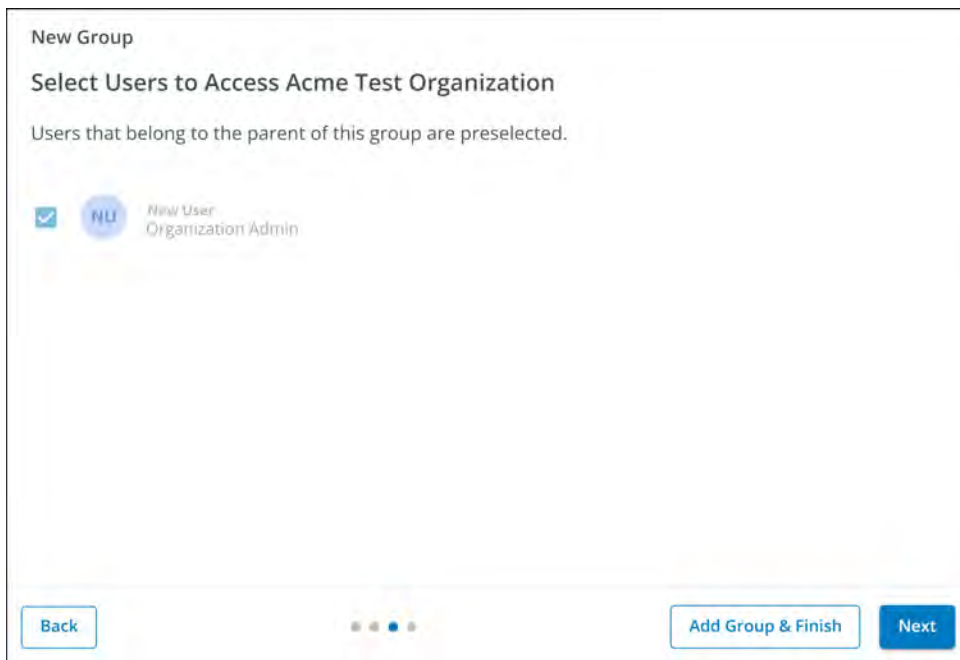 New Group
Select Users to Access Acme Test Organization
Users that belong to the parent of this group are preselected.
NU
New User
Organization Admin
Back
Add Group & Finish
Next